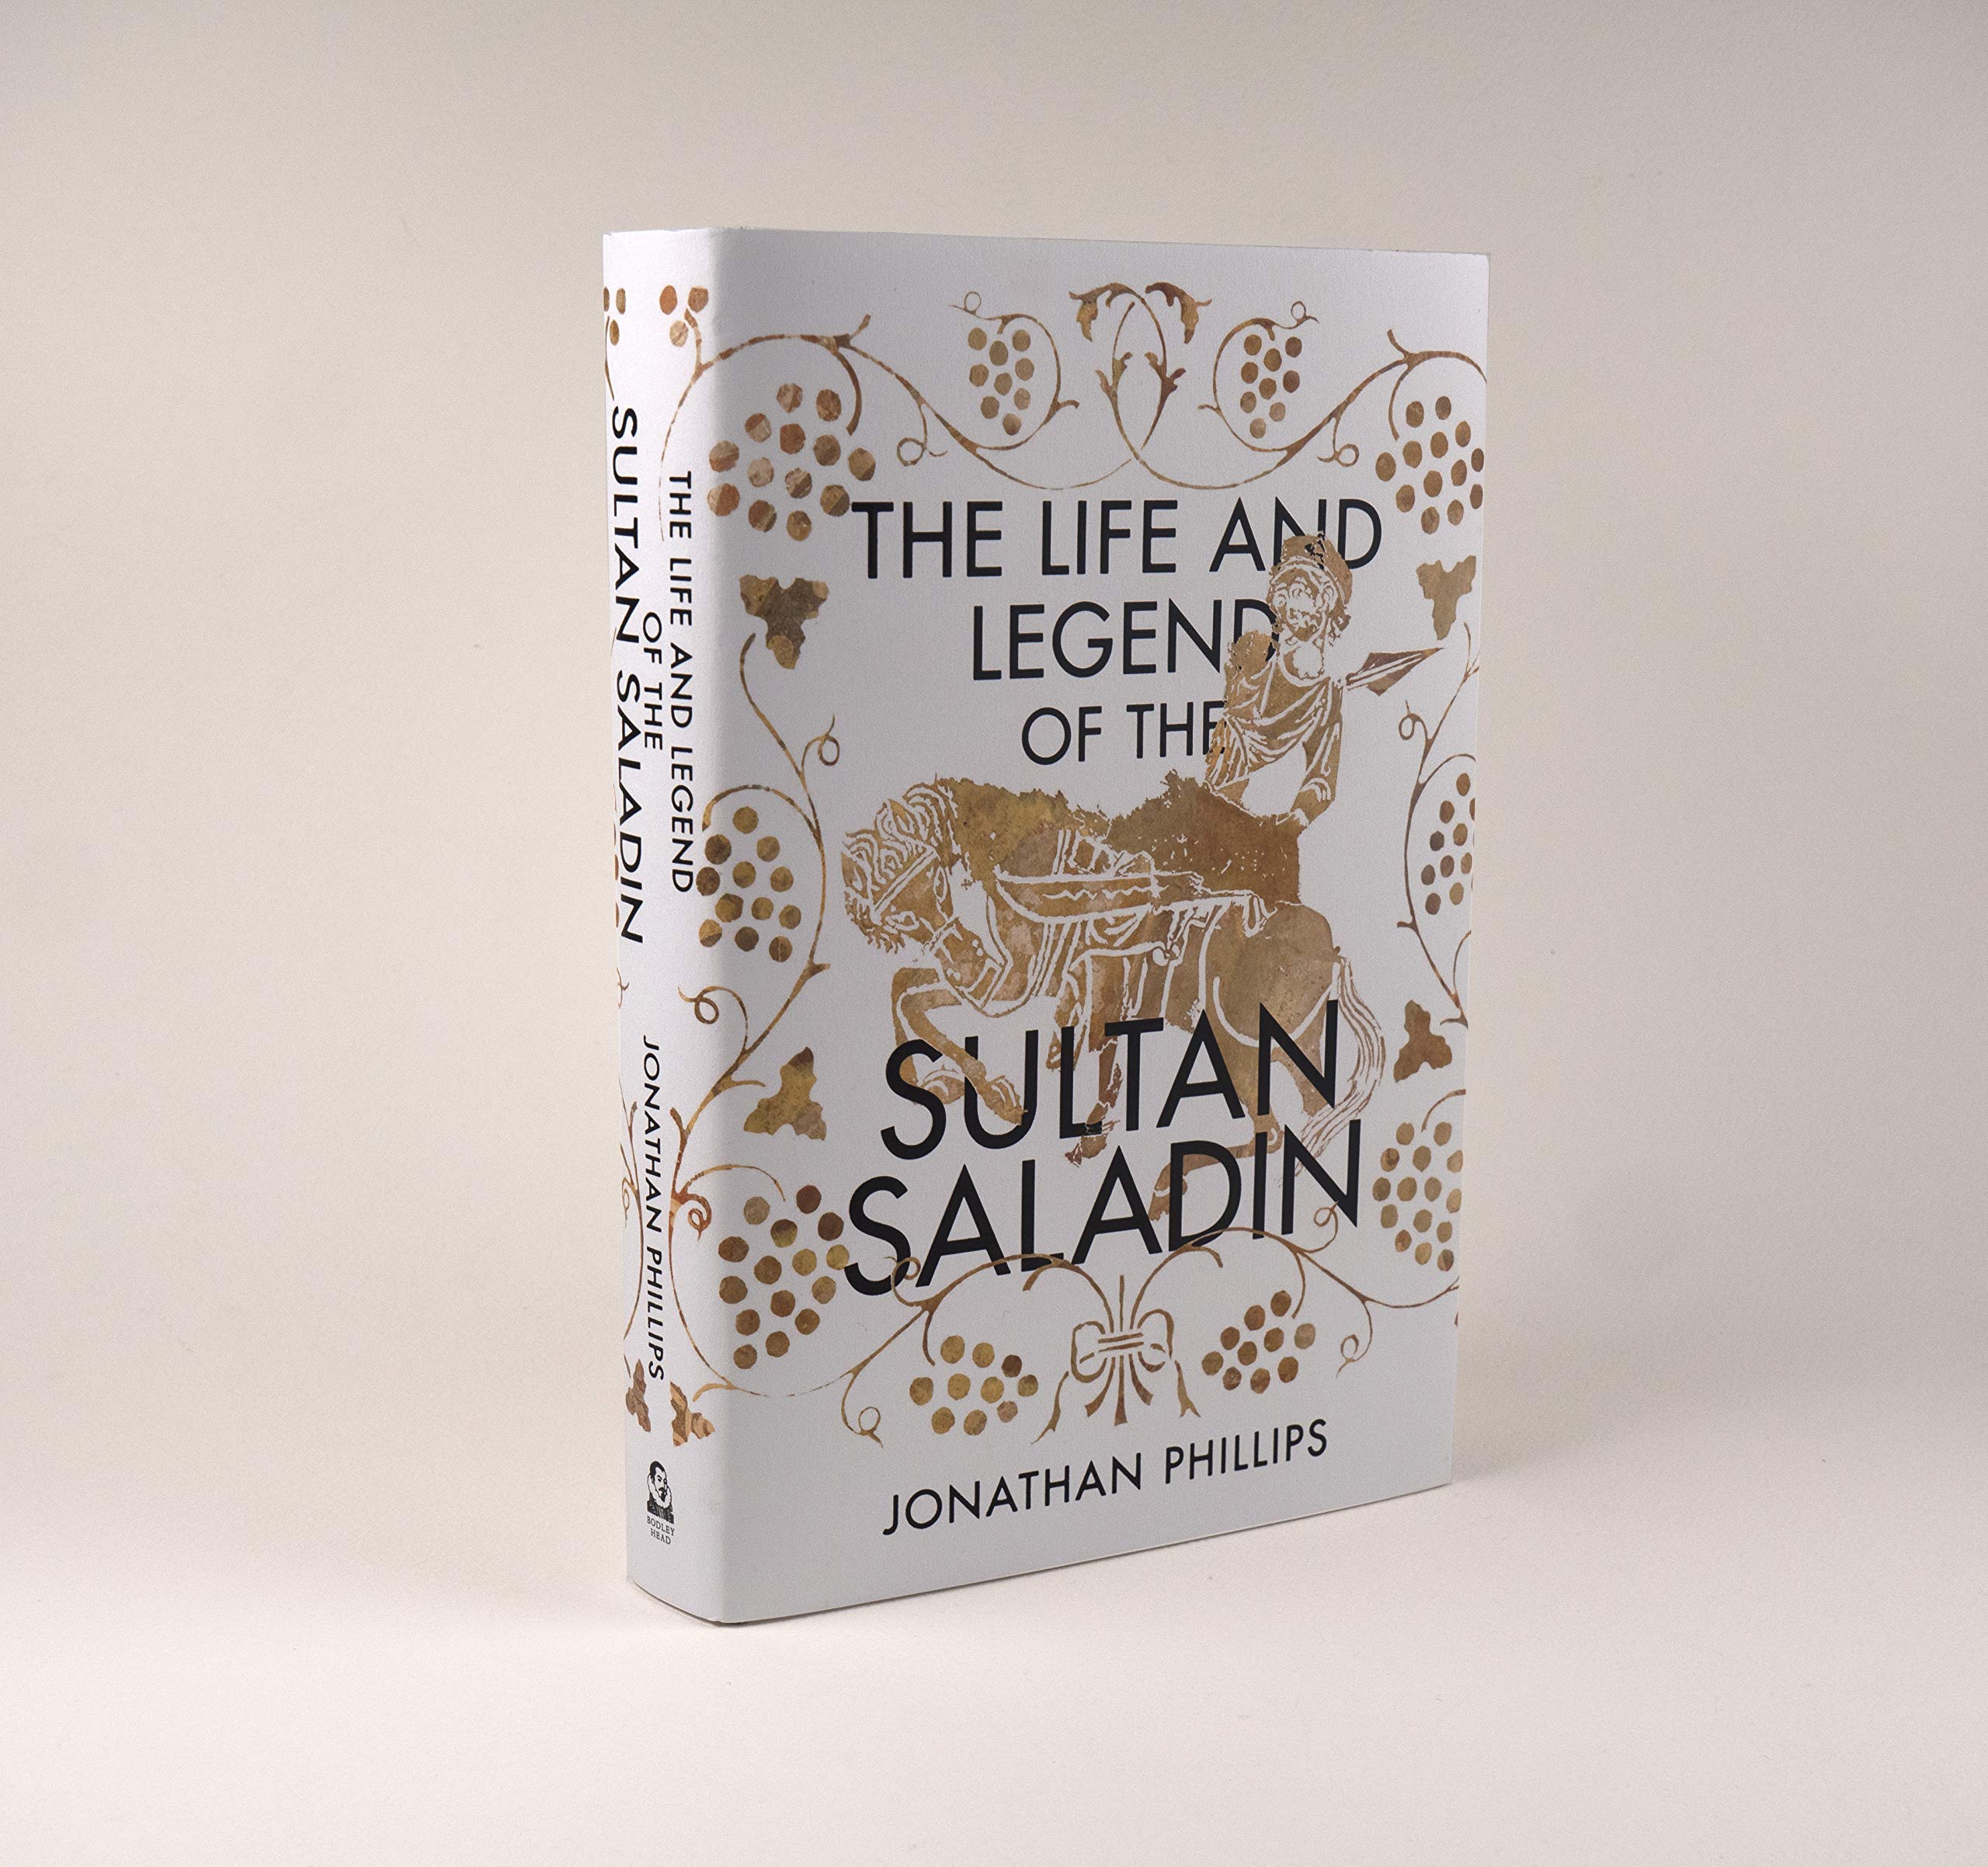 SULTAN SALADIN
THE LIFE AND LEGEND
OF THE
JONATHAN PHILLIPS
BODLEY
HEAD
THE LIFE AND
LEGEND
OF THE
SULTAN
SALADIN
JONATHAN PHILLIPS